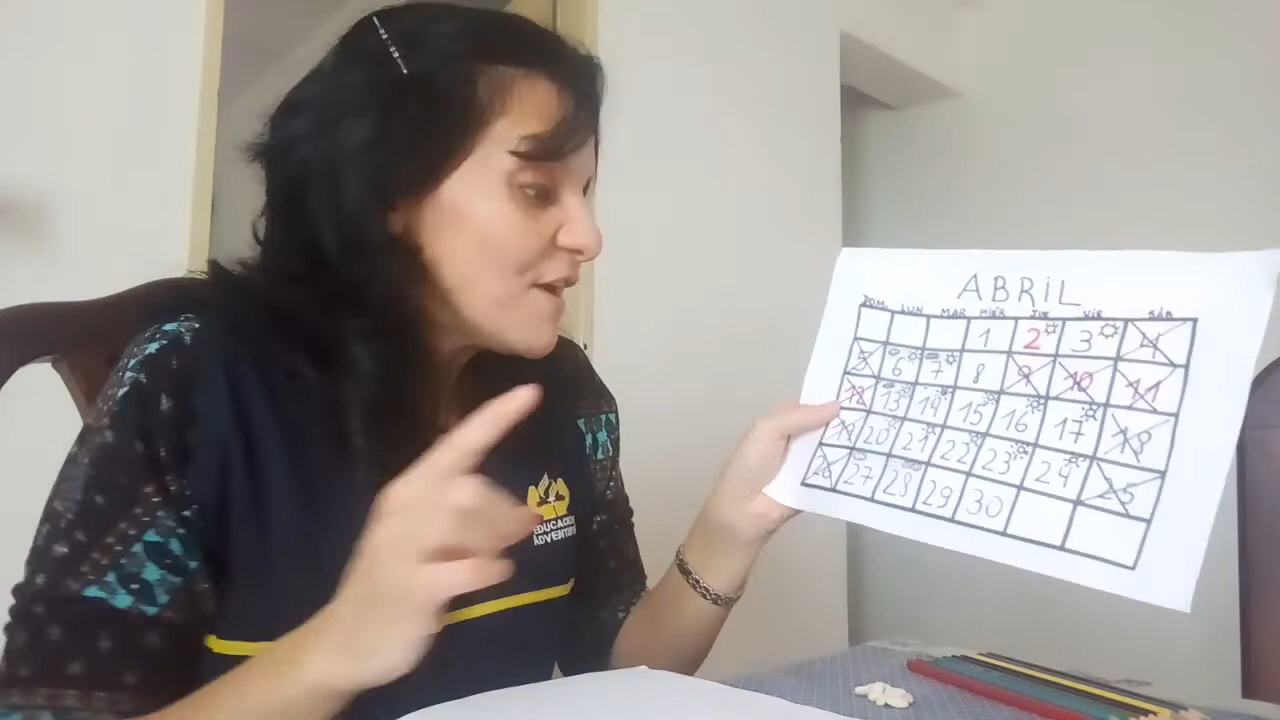 ABRIL
DOM LUN MAR MIÉR JUE VIE SÁB
1 2 3 4
5 6 7 8 9 10 11
12 13 14 15 16 17 18
19 20 21 22 23 24 25
26 27 28 29 30
EDUCACIÓN
ADVENTISTA